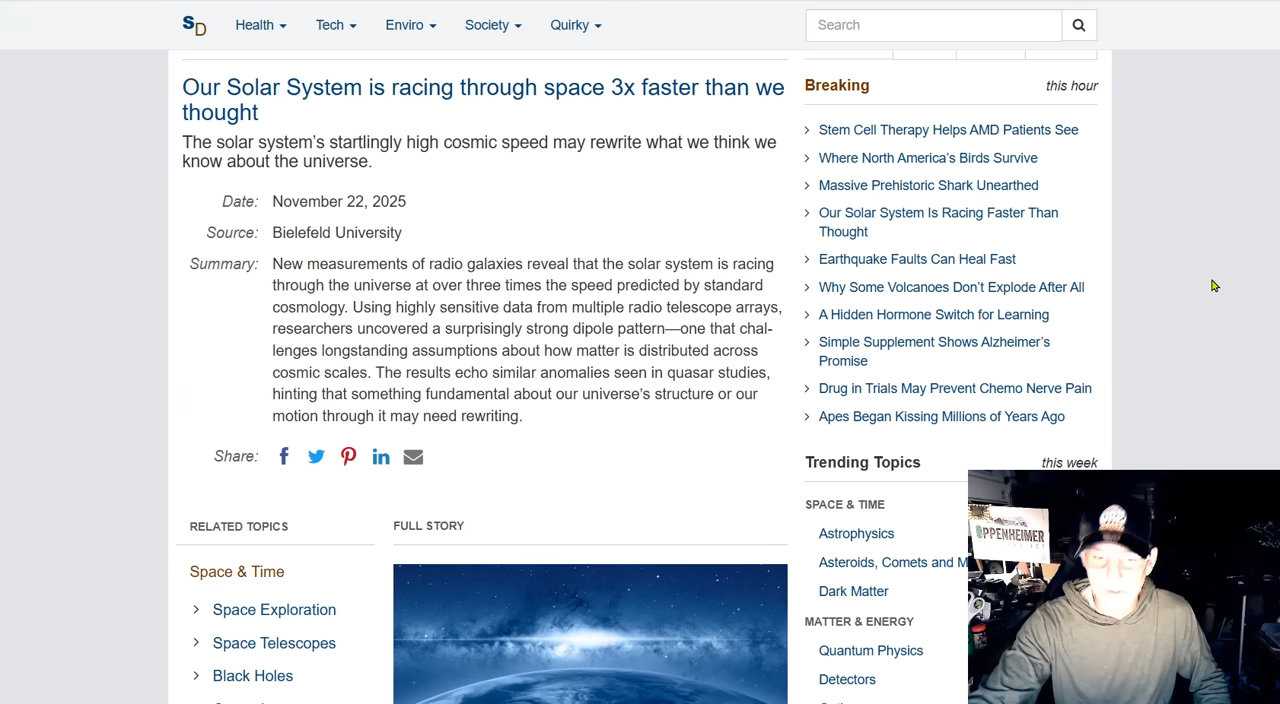 SD
Health
Tech
Enviro
Society
Quirky
Search
Our Solar System is racing through space 3x faster than we
thought
The solar system's startlingly high cosmic speed may rewrite what we think we
know about the universe.
Date: November 22, 2025
Source: Bielefeld University
Summary: New measurements of radio galaxies reveal that the solar system is racing
through the universe at over three times the speed predicted by standard
cosmology. Using highly sensitive data from multiple radio telescope arrays,
researchers uncovered a surprisingly strong dipole pattern—one that chal-
lenges longstanding assumptions about how matter is distributed across
cosmic scales. The results echo similar anomalies seen in quasar studies,
hinting that something fundamental about our universe's structure or our
motion through it may need rewriting.
Share:
RELATED TOPICS
Space & Time
Space Exploration
Space Telescopes
Black Holes
FULL STORY
Breaking this hour
Stem Cell Therapy Helps AMD Patients See
Where North America's Birds Survive
Massive Prehistoric Shark Unearthed
Our Solar System Is Racing Faster Than
Thought
Earthquake Faults Can Heal Fast
Why Some Volcanoes Don't Explode After All
A Hidden Hormone Switch for Learning
Simple Supplement Shows Alzheimer's
Promise
Drug in Trials May Prevent Chemo Nerve Pain
Apes Began Kissing Millions of Years Ago
Trending Topics this week
SPACE & TIME
Astrophysics
Asteroids, Comets and M
Dark Matter
MATTER & ENERGY
Quantum Physics
Detectors
PPENHEIMER